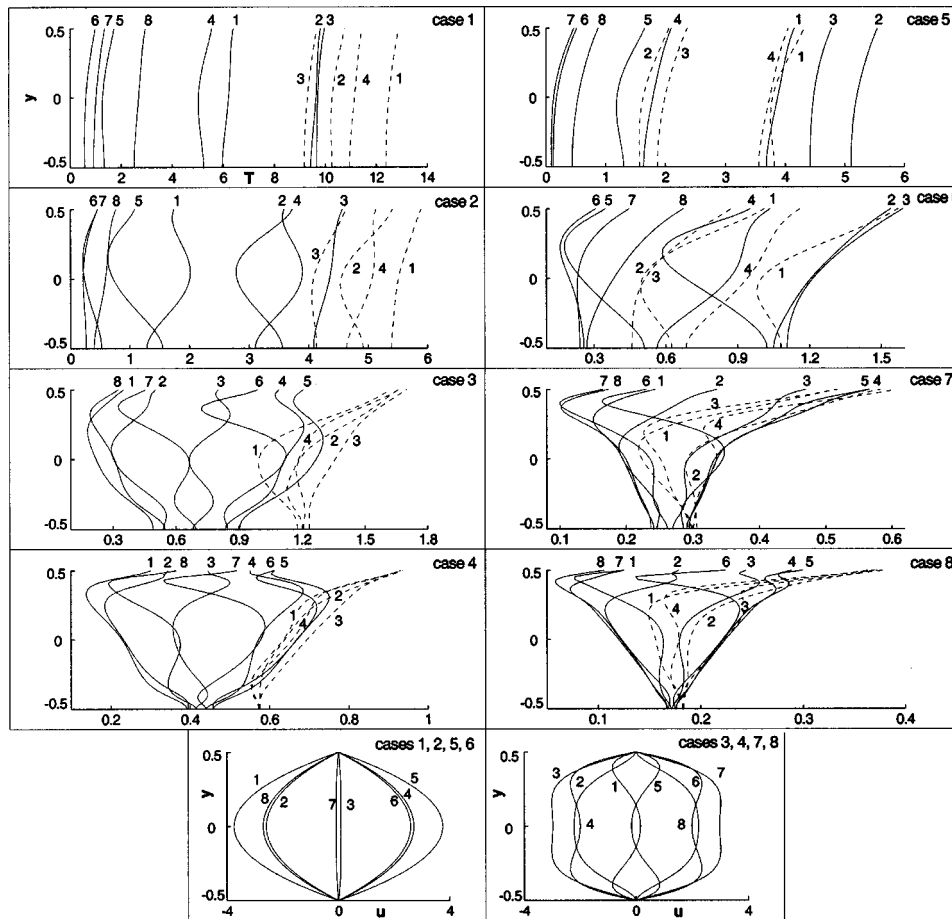 6 7 5 8 4 1 2 3 case 1
0.5
y
3 2 4 1
0
-0.5
0 2 4 6 T 8 10 12 14
7 6 8 5 4 1 3 2 case 5
0.5
2 3 4
0
-0.5
0 1 2 3 4 5 6
6 7 8 5 1 2 4 3 case 2
0.5
3 2 4 1
0
-0.5
0 1 2 3 4 5 6
6 5 7 8 4 1 2 3 case
0.5
2 3 4 1
0
-0.5
0.3 0.6 0.9 1.2 1.5
8 1 7 2 3 6 4 5 case 3
0.5
1 4 2 3
0
-0.5
0.3 0.6 0.9 1.2 1.5 1.8
7 8 6 1 2 3 5 4 case 7
0.5
3 1 4 2
0
-0.5
0.1 0.2 0.3 0.4 0.5 0.6
1 2 8 3 7 4 6 5 case 4
0.5
1 2 4 3
0
-0.5
0.2 0.4 0.6 0.8 1
8 7 1 2 6 3 4 5 case 8
0.5
1 4 2 3
0
-0.5
0.1 0.2 0.3 0.4
cases 1, 2, 5, 6
0.5
y
1 8 2 7 3 6 4 5
0
-0.5
-4 0 u 4
cases 3, 4, 7, 8
0.5
y
3 2 1 5 6 7
4 8
0
-0.5
-4 0 u 4